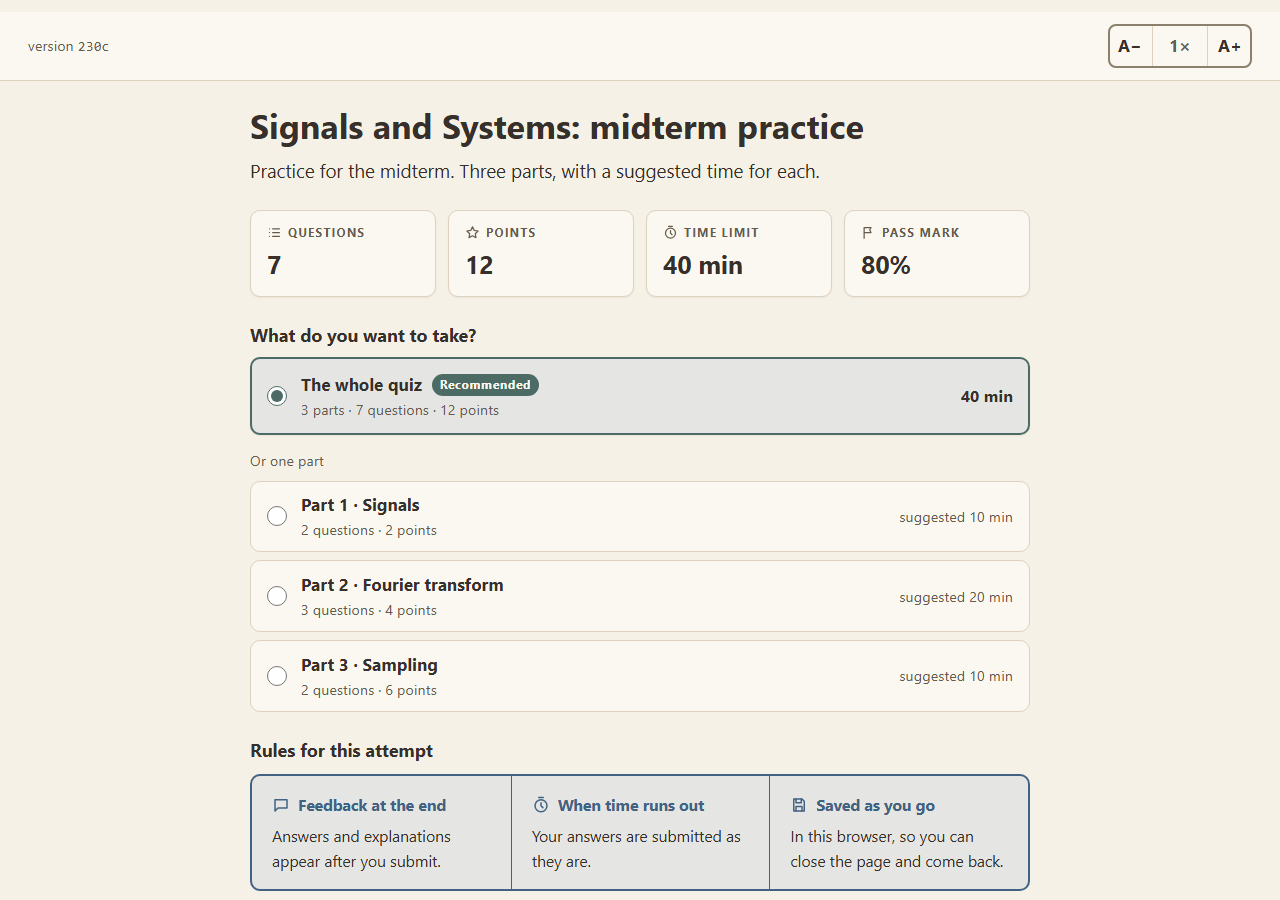 version 230c
A−
1×
A+
Signals and Systems: midterm practice
Practice for the midterm. Three parts, with a suggested time for each.
QUESTIONS
7
POINTS
12
TIME LIMIT
40 min
PASS MARK
80%
What do you want to take?
The whole quiz Recommended
3 parts · 7 questions · 12 points
40 min
Or one part
Part 1 · Signals
2 questions · 2 points
suggested 10 min
Part 2 · Fourier transform
3 questions · 4 points
suggested 20 min
Part 3 · Sampling
2 questions · 6 points
suggested 10 min
Rules for this attempt
Feedback at the end
Answers and explanations
appear after you submit.
When time runs out
Your answers are submitted as
they are.
Saved as you go
In this browser, so you can
close the page and come back.